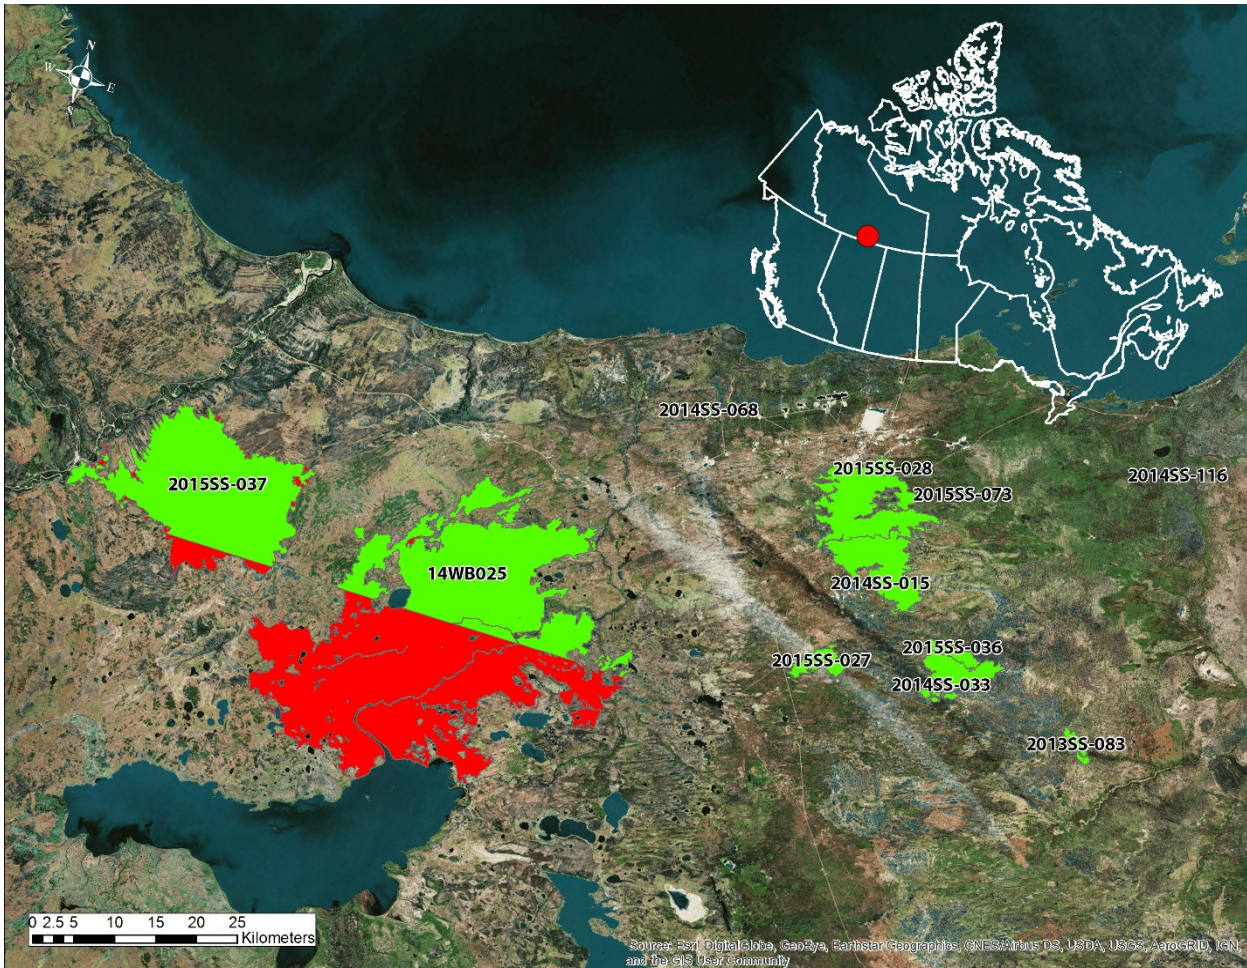 N
W
E
S
2014SS-068
2015SS-028
2014SS-116
2015SS-037
2015SS-073
14WB025
2014SS-015
2015SS-036
2015SS-027
2014SS-033
2013SS-083
0 2.5 5 10 15 20 25
Kilometers
Source: Esri, DigitalGlobe, GeoEye, Earthstar Geographics, CNES/Airbus DS, USDA, USGS, AeroGRID, IGN,
and the GIS User Community